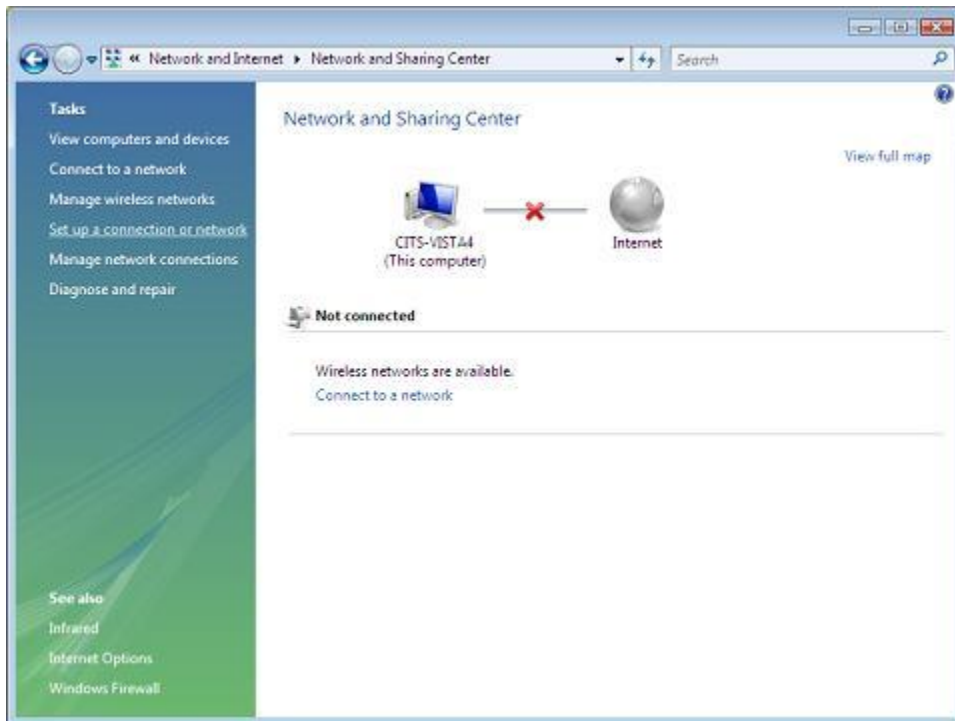 « Network and Internet ▸ Network and Sharing Center
Search
Tasks
View computers and devices
Connect to a network
Manage wireless networks
Set up a connection or network
Manage network connections
Diagnose and repair
See also
Infrared
Internet Options
Windows Firewall
Network and Sharing Center
View full map
CITS-VISTA4
(This computer)
Internet
Not connected
Wireless networks are available.
Connect to a network